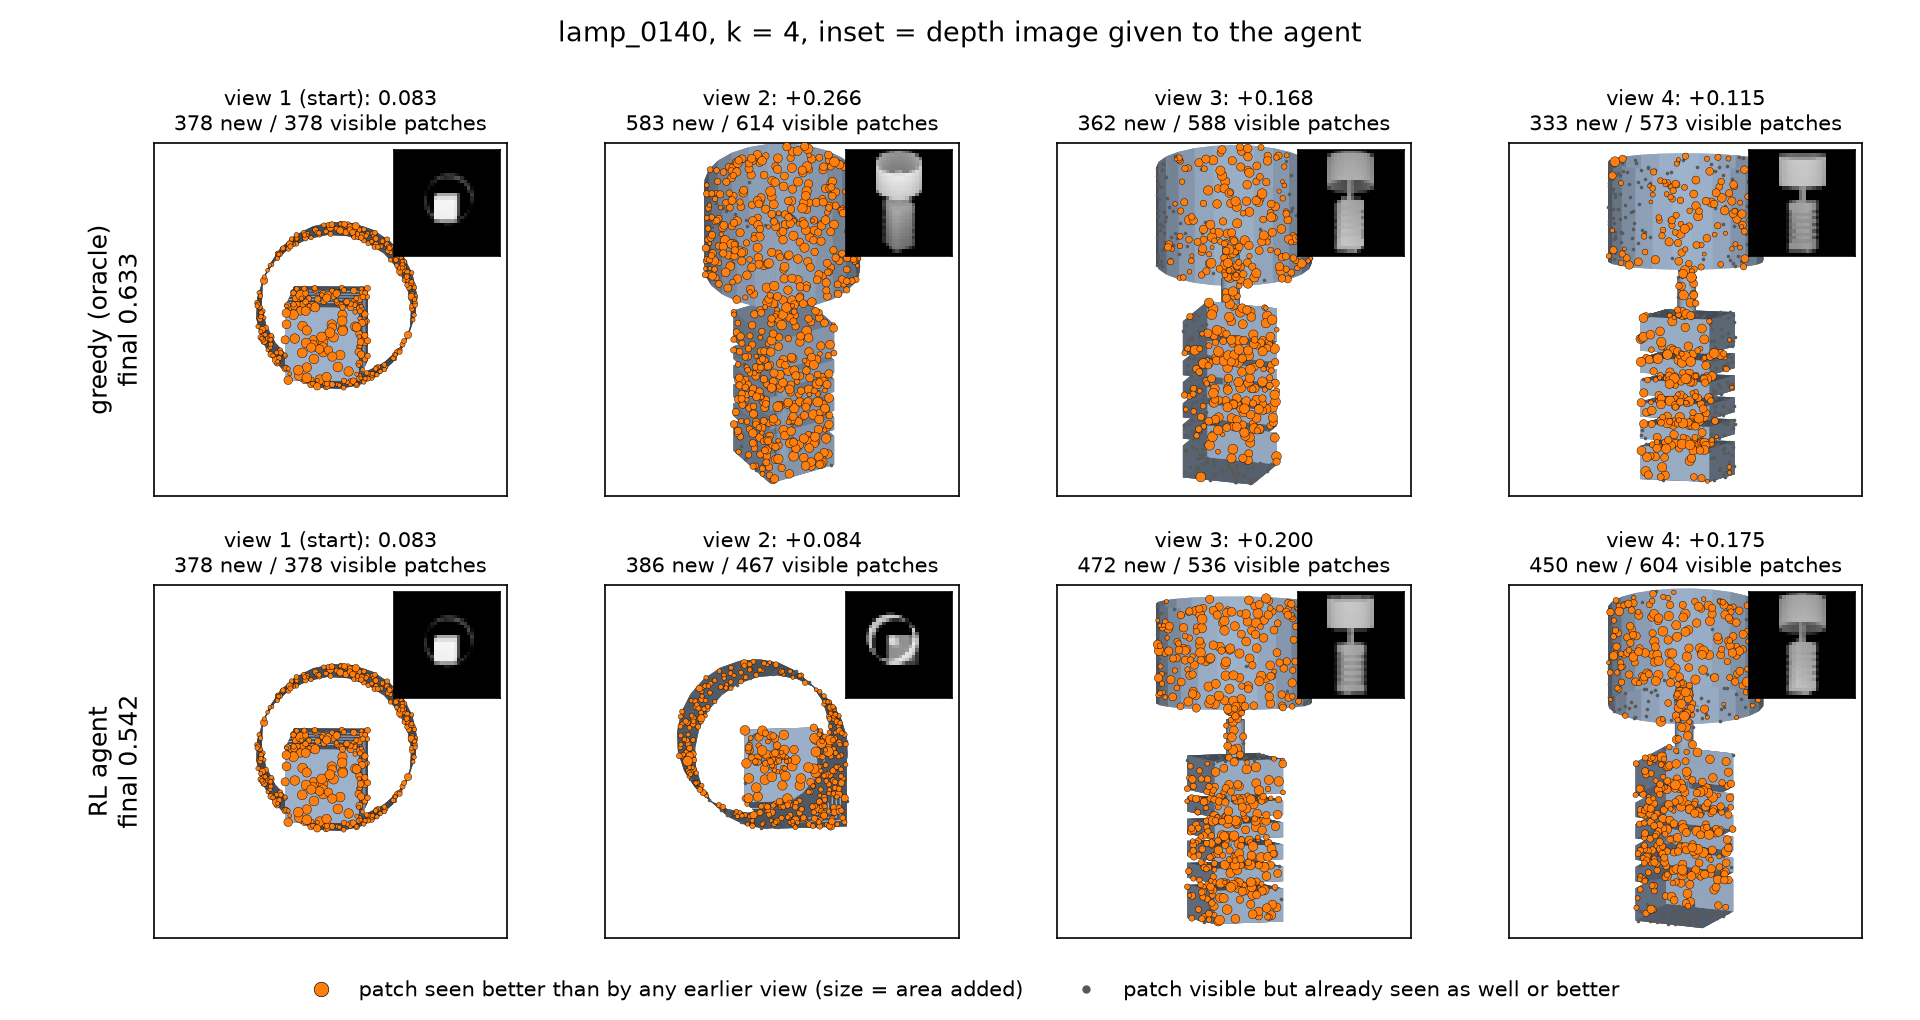 lamp_0140, k = 4, inset = depth image given to the agent
view 1 (start): 0.083
378 new / 378 visible patches
view 2: +0.266
583 new / 614 visible patches
view 3: +0.168
362 new / 588 visible patches
view 4: +0.115
333 new / 573 visible patches
greedy (oracle)
final 0.633
view 1 (start): 0.083
378 new / 378 visible patches
view 2: +0.084
386 new / 467 visible patches
view 3: +0.200
472 new / 536 visible patches
view 4: +0.175
450 new / 604 visible patches
RL agent
final 0.542
patch seen better than by any earlier view (size = area added)
patch visible but already seen as well or better